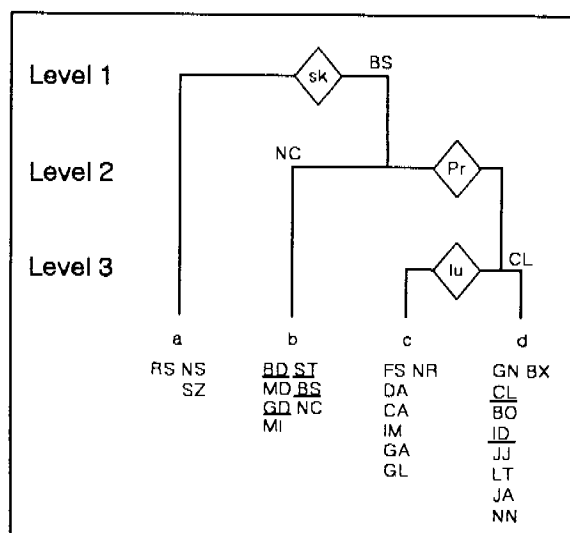 BS
Level 1
sk
NC
Level 2
Pr
CL
Level 3
lu
a
b
c
d
RS NS
SZ
BD ST
MD BS
GD NC
MI
FS NR
DA
CA
IM
GA
GL
GN BX
CL
BO
ID
JJ
LT
JA
NN